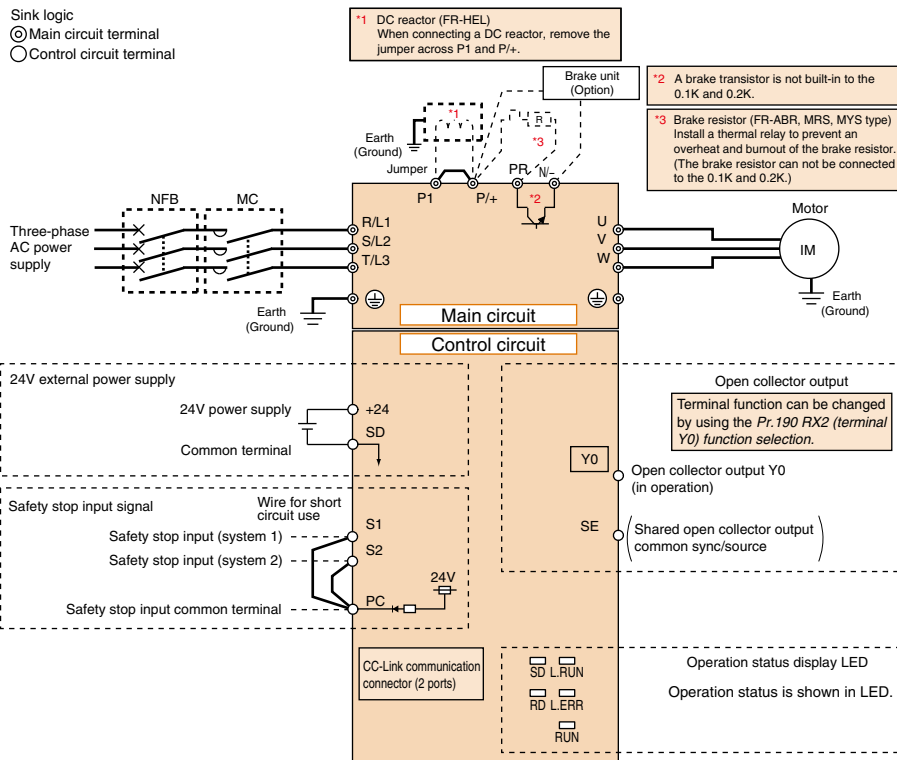 Sink logic
Main circuit terminal
Control circuit terminal
*1 DC reactor (FR-HEL)
When connecting a DC reactor, remove the
jumper across P1 and P/+.
Brake unit
(Option)
*2 A brake transistor is not built-in to the
0.1K and 0.2K.
*3 Brake resistor (FR-ABR, MRS, MYS type)
Install a thermal relay to prevent an
overheat and burnout of the brake resistor.
(The brake resistor can not be connected
to the 0.1K and 0.2K.)
*1
R
*3
Earth
(Ground)
Jumper
P1
P/+
PR
N/-
*2
NFB
MC
Three-phase
AC power
supply
R/L1
S/L2
T/L3
U
V
W
Motor
IM
Earth
(Ground)
Earth
(Ground)
Main circuit
Control circuit
24V external power supply
24V power supply
+24
SD
Common terminal
Open collector output
Terminal function can be changed
by using the Pr.190 RX2 (terminal
Y0) function selection.
Y0
Open collector output Y0
(in operation)
SE
Shared open collector output
common sync/source
Safety stop input signal
Wire for short
circuit use
Safety stop input (system 1)
S1
Safety stop input (system 2)
S2
24V
Safety stop input common terminal
PC
CC-Link communication
connector (2 ports)
SD L.RUN
RD L.ERR
RUN
Operation status display LED
Operation status is shown in LED.